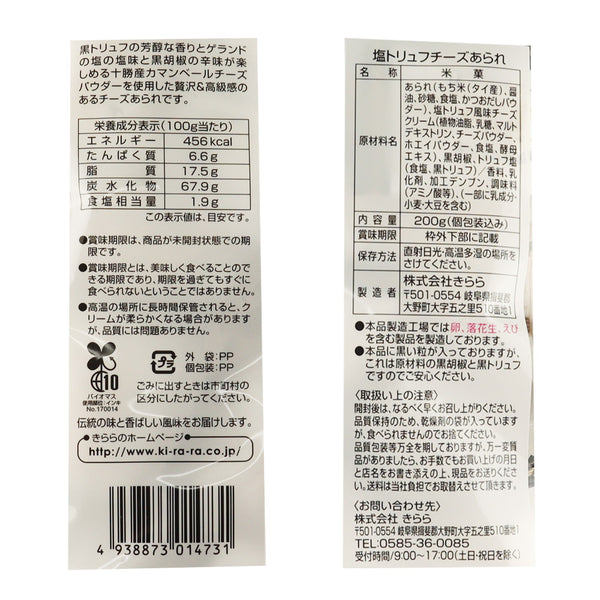 黒トリュフの芳醇な香りとゲランド
の塩の塩味と黒胡椒の辛味が楽
しめる十勝産カマンベールチーズ
パウダーを使用した贅沢&高級感
のあるチーズあられです。
栄養成分表示(100g当たり)
エネルギー 456kcal
たんぱく質 6.6g
脂質 17.5g
炭水化物 67.9g
食塩相当量 1.9g
この表示値は、目安です。
●賞味期限は、商品が未開封状態での期
限です。
●賞味期限とは、美味しく食べることので
きる期限であり、期限を過ぎてもすぐ
に食べられないということではありません。
●高温の場所に長時間保管されると、ク
リームが柔らかくなる場合があります
が、品質には問題ありません。
10
バイオマス
使用部位:インキ
No.170014
プラ
外袋:PP
個包装:PP
ごみに出すときは市町村の
区分にしたがってください。
伝統の味と香ばしい風味をお届けします。
きららのホームページ
http://www.ki-ra-ra.co.jp/
4 938873 014731
塩トリュフチーズあられ
名称 米菓
原材料名 あられ(もち米(タイ産)、醤
油、砂糖、食塩、かつおだしパウ
ダー)、塩トリュフ風味チーズ
クリーム(植物油脂、乳糖、マルト
デキストリン、チーズパウダー、
ホエイパウダー、食塩、酵母
エキス)、黒胡椒、トリュフ塩
(食塩、黒トリュフ)/香料、乳
化剤、加工デンプン、調味料
(アミノ酸等)、(一部に乳成分・
小麦・大豆を含む)
内容量 200g(個包装込み)
賞味期限 枠外下部に記載
保存方法 直射日光・高温多湿の場所を
さけてください。
製造者 株式会社きらら
〒501-0554 岐阜県揖斐郡
大野町大字五之里510番地1
●本品製造工場では卵、落花生、えび
を含む製品を製造しております。
●本品に黒い粒が入っておりますが、
これは原材料の黒胡椒と黒トリュフ
ですのでご安心ください。
〈取扱い上の注意〉
開封後は、なるべく早くお召し上がりください。
品質保持のため、乾燥剤の袋が入っています
が、食べられませんのでお捨てください。
品質包装等万全を期しておりますが、万一変質
品がありましたら、お手数でもお買い上げの月日
と店名をお書き添えの上、現品をお送りくださ
い。送料は当社負担でお取替えさせて頂きます。
〈お問い合わせ先〉
株式会社 きらら
〒501-0554 岐阜県揖斐郡大野町大字五之里510番地1
TEL:0585-36-0085
受付時間/9:00~17:00(土日・祝日を除く)